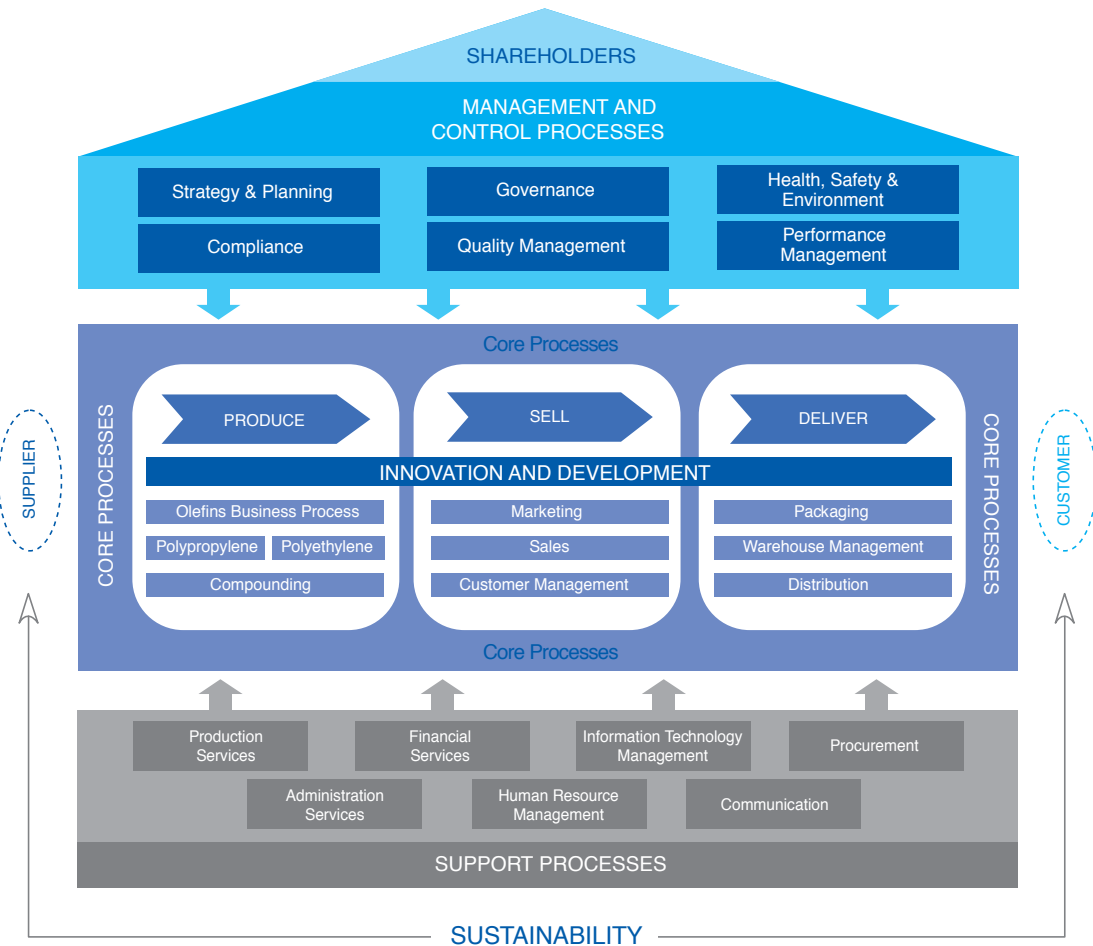 SHAREHOLDERS
MANAGEMENT AND
CONTROL PROCESSES
Strategy & Planning
Governance
Health, Safety &
Environment
Compliance
Quality Management
Performance
Management
Core Processes
SUPPLIER
CORE PROCESSES
PRODUCE
SELL
DELIVER
CORE PROCESSES
CUSTOMER
INNOVATION AND DEVELOPMENT
Olefins Business Process
Marketing
Packaging
Polypropylene
Polyethylene
Sales
Warehouse Management
Compounding
Customer Management
Distribution
Core Processes
Production
Services
Financial
Services
Information Technology
Management
Procurement
Administration
Services
Human Resource
Management
Communication
SUPPORT PROCESSES
SUSTAINABILITY